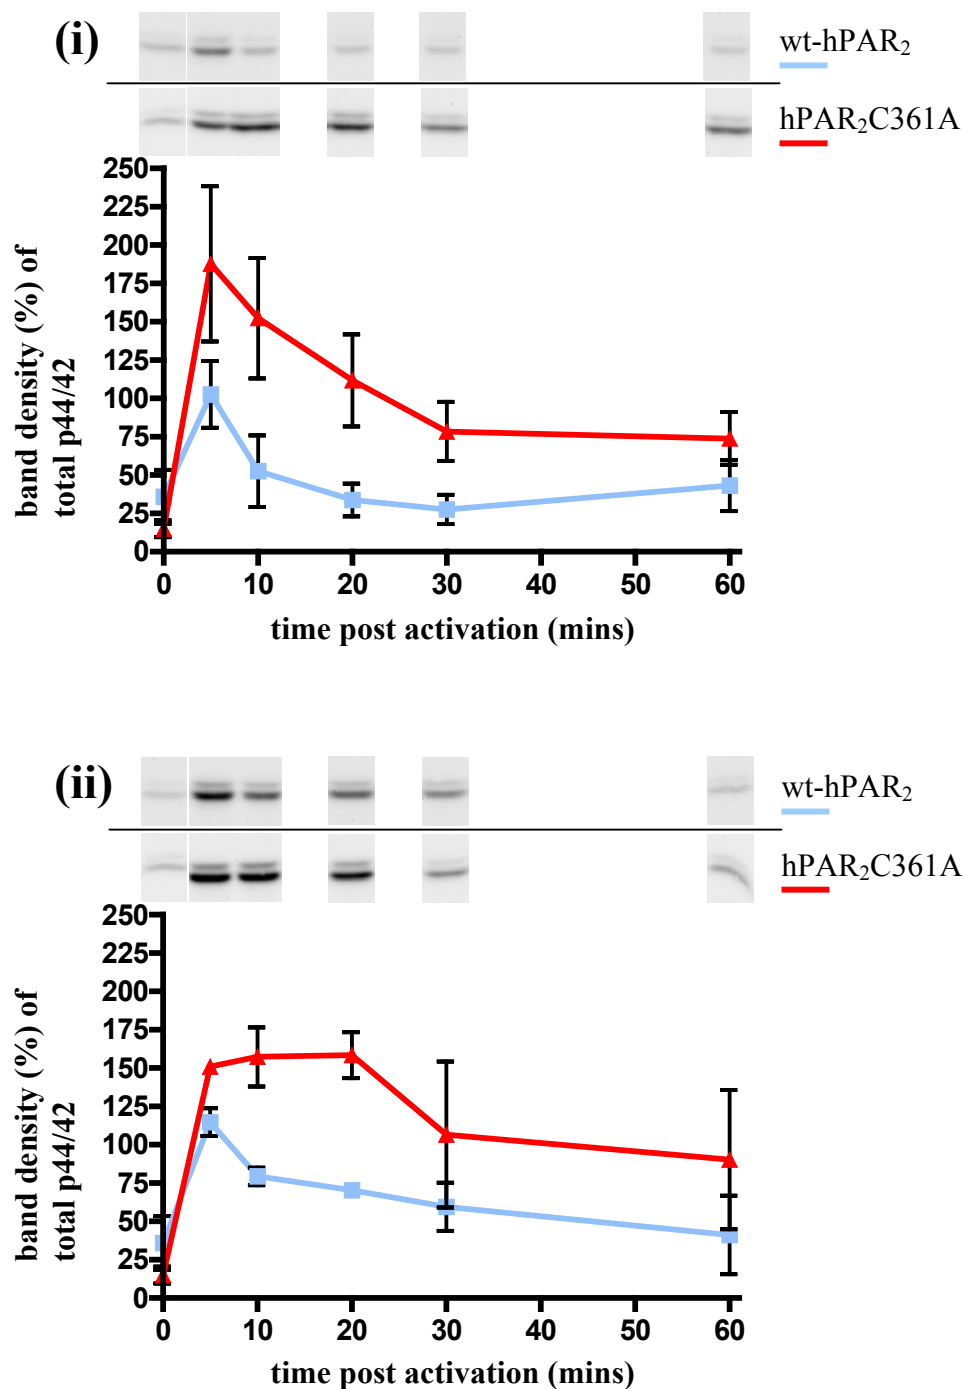 (i)
wt-hPAR₂
hPAR₂C361A
band density (%) of
total p44/42
250
225
200
175
150
125
100
75
50
25
0
0 10 20 30 40 50 60
time post activation (mins)
(ii)
wt-hPAR₂
hPAR₂C361A
band density (%) of
total p44/42
250
225
200
175
150
125
100
75
50
25
0
0 10 20 30 40 50 60
time post activation (mins)